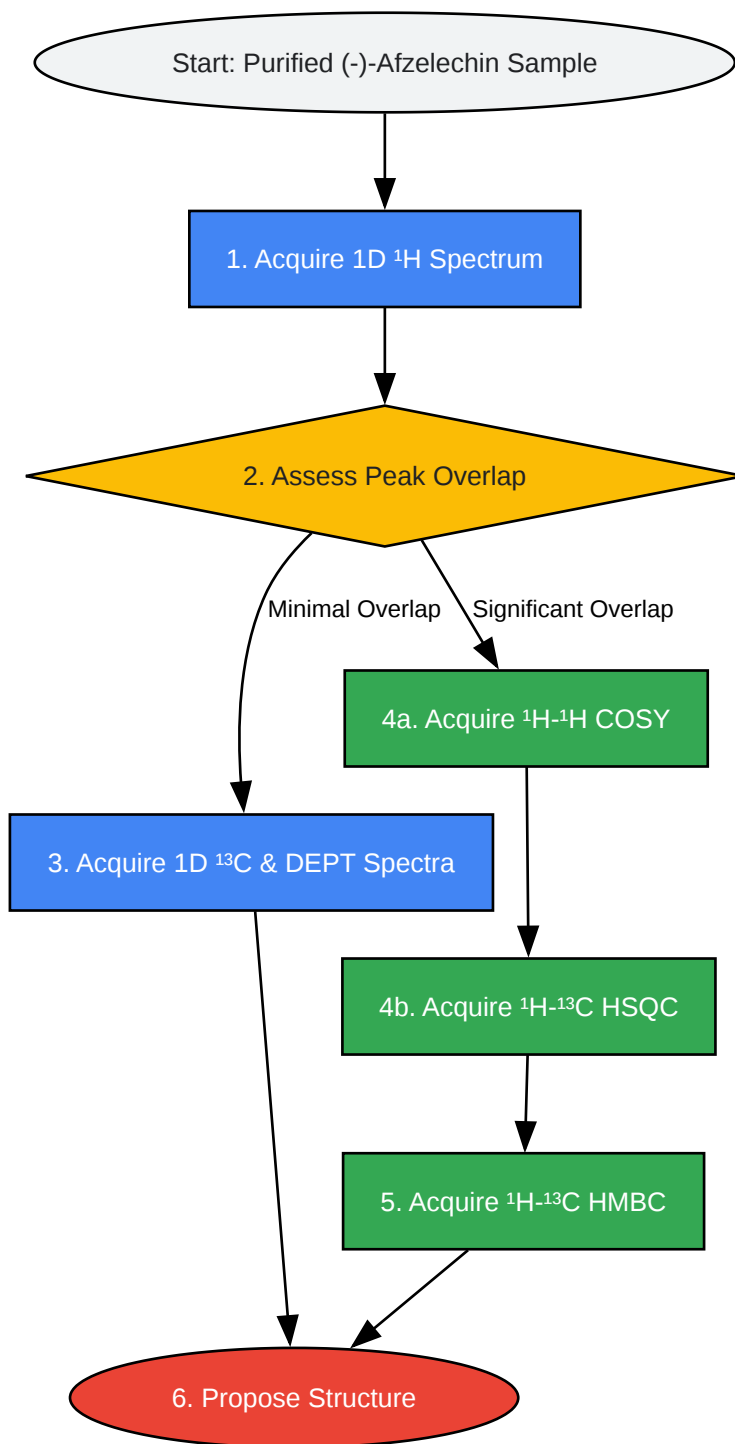 Start: Purified (-)-Afzelechin Sample
1. Acquire 1D ¹H Spectrum
2. Assess Peak Overlap
Minimal Overlap
Significant Overlap
4a. Acquire ¹H-¹H COSY
3. Acquire 1D ¹³C & DEPT Spectra
4b. Acquire ¹H-¹³C HSQC
5. Acquire ¹H-¹³C HMBC
6. Propose Structure